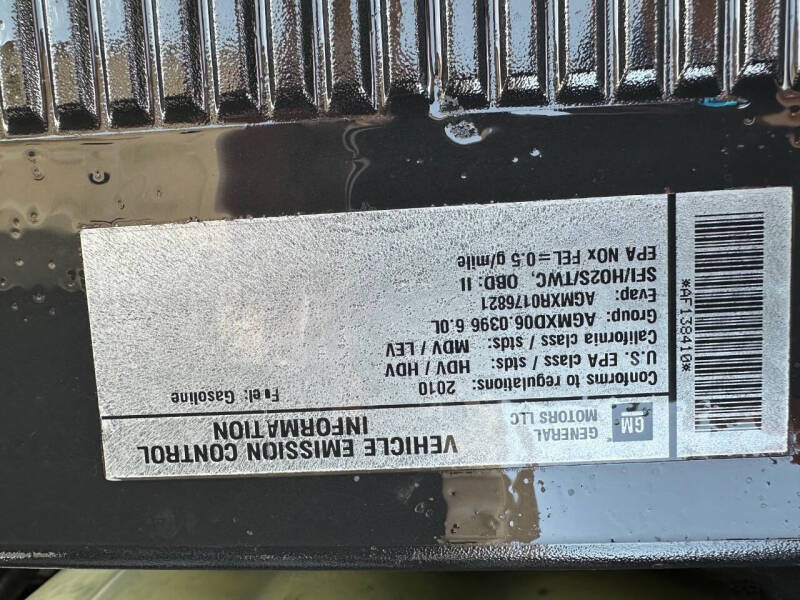 GM
GENERAL
MOTORS LLC
VEHICLE EMISSION CONTROL
INFORMATION
Conforms to regulations: 2010 Fuel: Gasoline
U.S. EPA class / stds: HDV / HDV
California class / stds: MDV / LEV
Group: AGMXD06.0396 6.0L
Evap: AGMXR0176821
SFI/HO2S/TWC, OBD: II
EPA NOx FEL=0.5 g/mile
*AF139410*